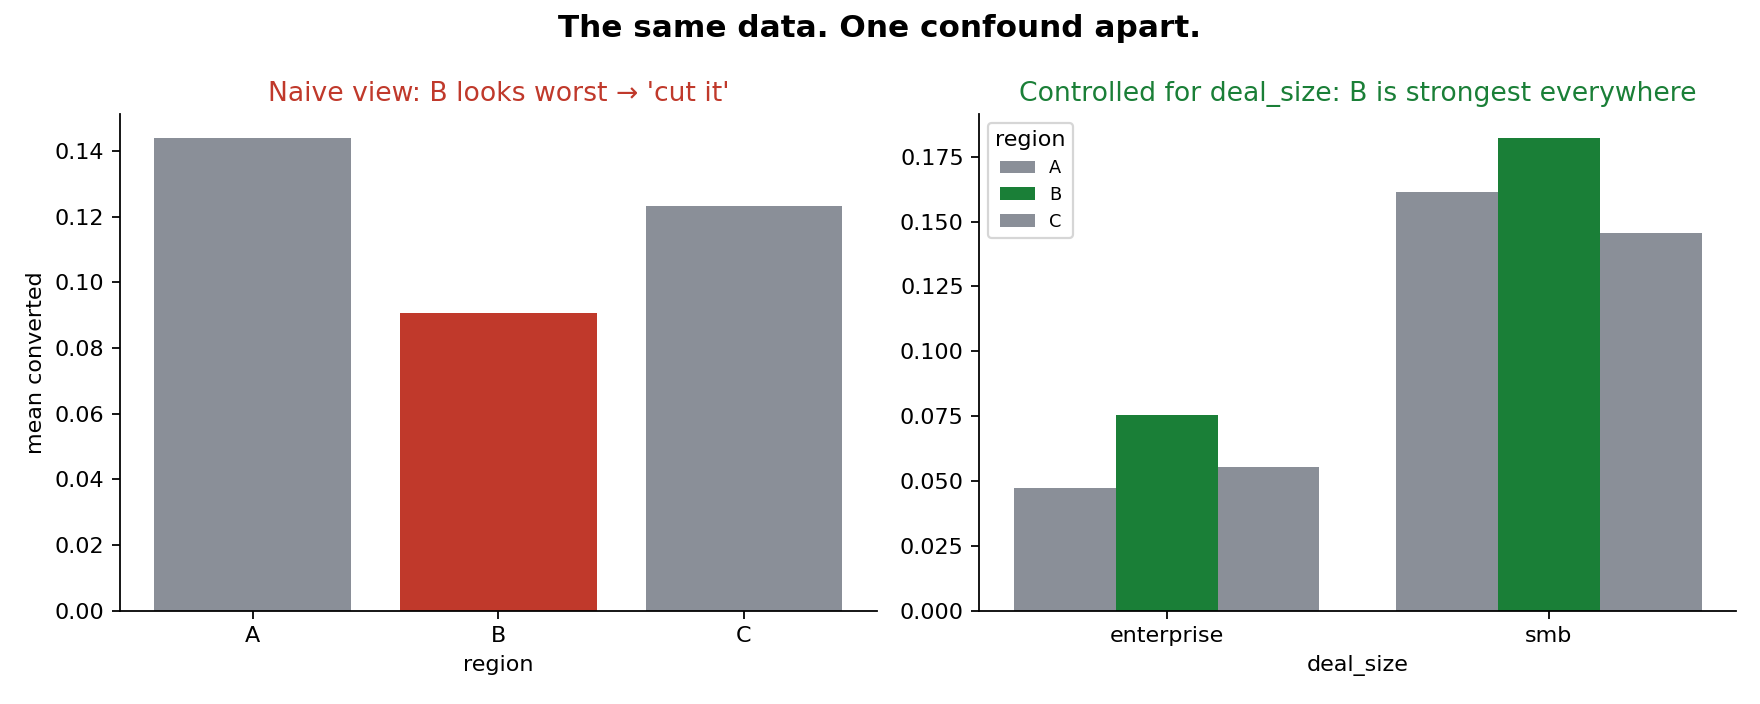 The same data. One confound apart.
Naive view: B looks worst → 'cut it'
mean converted
0.14
0.12
0.10
0.08
0.06
0.04
0.02
0.00
A
B
C
region
Controlled for deal_size: B is strongest everywhere
region
A
B
C
0.175
0.150
0.125
0.100
0.075
0.050
0.025
0.000
enterprise
smb
deal_size